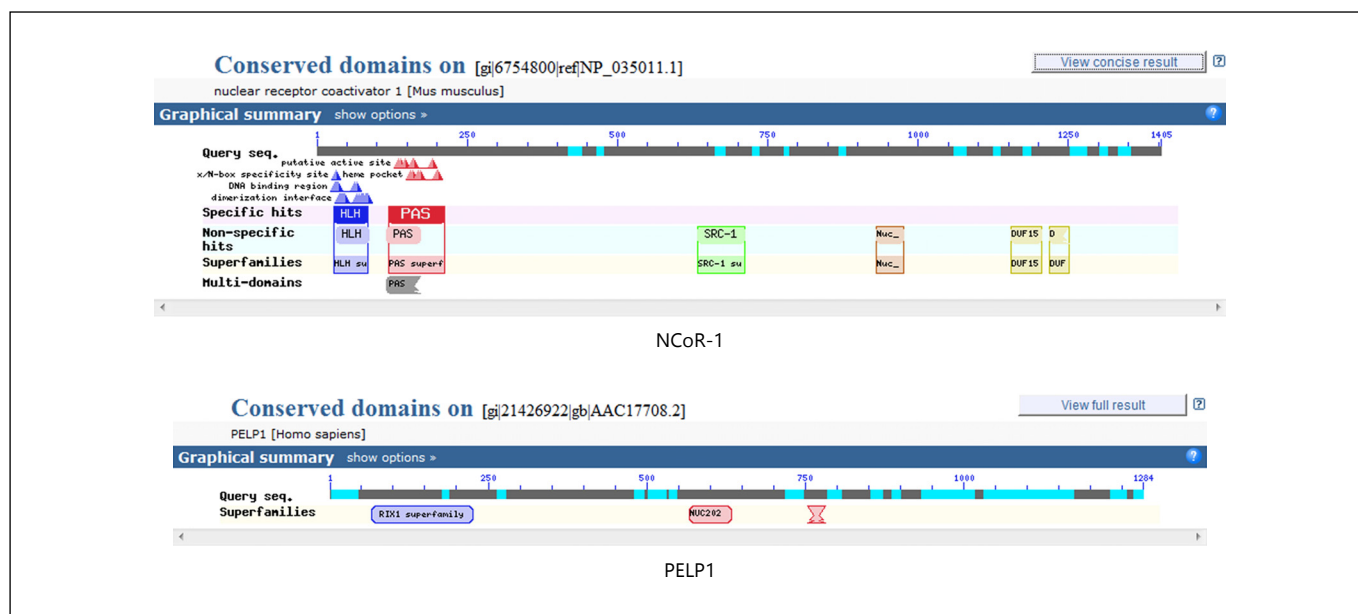 Conserved domains on [gi|6754800|ref|NP_035011.1]
View concise result ?
nuclear receptor coactivator 1 [Mus musculus]
Graphical summary show options » ?
1 250 500 750 1000 1250 1405
Query seq.
putative active site
x/N-box specificity site heme pocket
DNA binding region
dimerization interface
Specific hits HLH PAS
Non-specific hits HLH PAS SRC-1 Nuc_ DUF15 D
Superfamilies HLH su PAS superf SRC-1 su Nuc_ DUF15 DUF
Multi-domains PAS
NCoR-1
Conserved domains on [gi|21426922|gb|AAC17708.2]
View full result ?
PELP1 [Homo sapiens]
Graphical summary show options » ?
1 250 500 750 1000 1284
Query seq.
Superfamilies RIX1 superfamily NUC202
PELP1